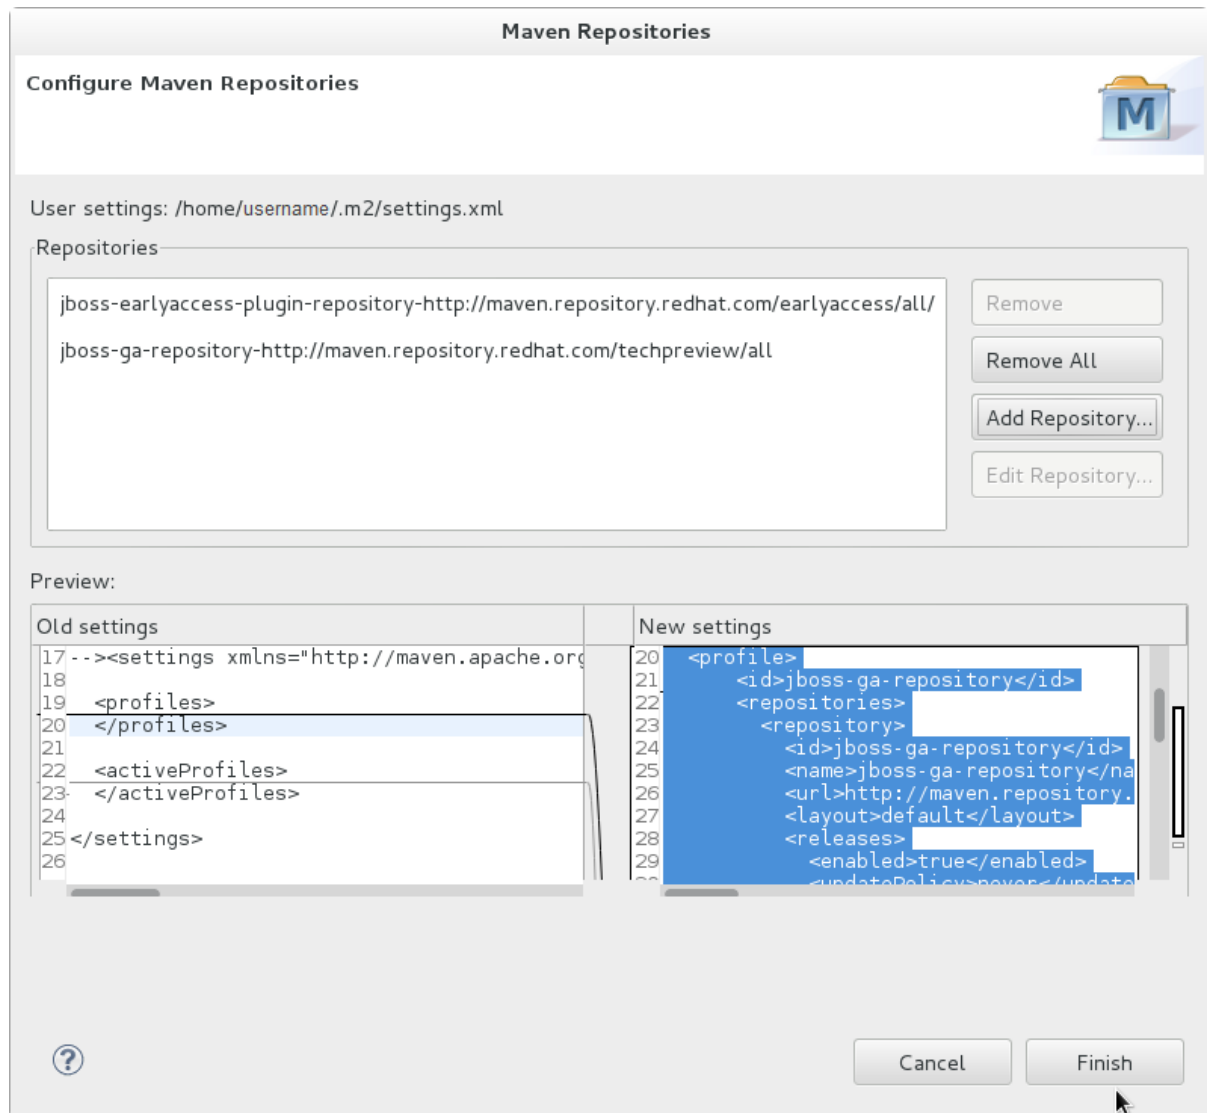 Maven Repositories
Configure Maven Repositories
M
User settings: /home/username/.m2/settings.xml
Repositories
jboss-earlyaccess-plugin-repository-http://maven.repository.redhat.com/earlyaccess/all/
jboss-ga-repository-http://maven.repository.redhat.com/techpreview/all
Remove
Remove All
Add Repository...
Edit Repository...
Preview:
Old settings
17 --><settings xmlns="http://maven.apache.org
18
19 <profiles>
20 </profiles>
21
22 <activeProfiles>
23 </activeProfiles>
24
25 </settings>
26
New settings
20 <profile>
21 <id>jboss-ga-repository</id>
22 <repositories>
23 <repository>
24 <id>jboss-ga-repository</id>
25 <name>jboss-ga-repository</na
26 <url>http://maven.repository.
27 <layout>default</layout>
28 <releases>
29 <enabled>true</enabled>
<updatePolicy>never</update
?
Cancel
Finish